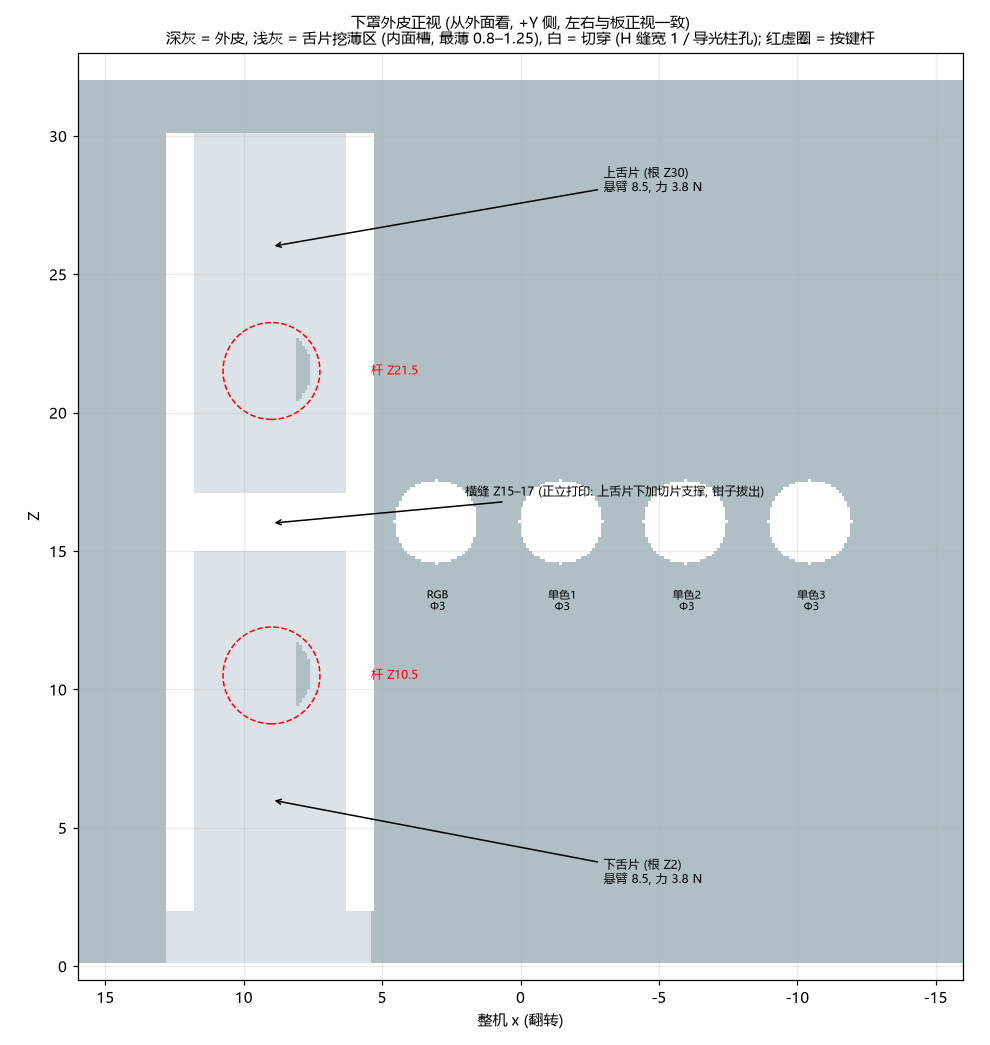 下罩外皮正视 (从外面看, +Y 侧, 左右与板正视一致)
深灰 = 外皮, 浅灰 = 舌片挖薄区 (内面槽, 最薄 0.8–1.25), 白 = 切穿 (H 缝宽 1 / 导光柱孔); 红虚圈 = 按键杆
30
上舌片 (根 Z30)
悬臂 8.5, 力 3.8 N
25
杆 Z21.5
20
横缝 Z15–17 (正立打印: 上舌片下加切片支撑, 钳子拔出)
Z
15
RGB
Φ3
单色1
Φ3
单色2
Φ3
单色3
Φ3
杆 Z10.5
10
5
下舌片 (根 Z2)
悬臂 8.5, 力 3.8 N
0
15
10
5
0
-5
-10
-15
整机 x (翻转)